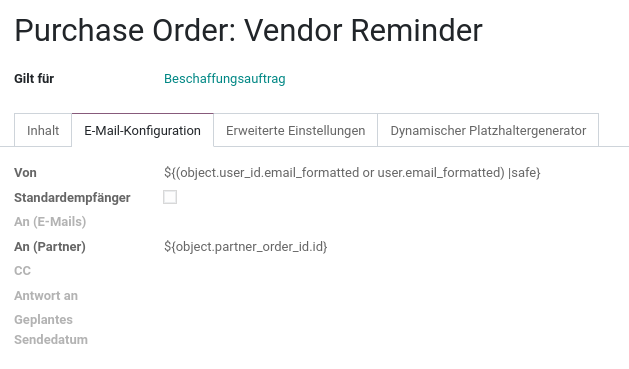 Purchase Order: Vendor Reminder
Gilt für Beschaffungsauftrag
Inhalt E-Mail-Konfiguration Erweiterte Einstellungen Dynamischer Platzhaltergenerator
Von ${(object.user_id.email_formatted or user.email_formatted) |safe}
Standardempfänger
An (E-Mails)
An (Partner) ${object.partner_order_id.id}
CC
Antwort an
Geplantes
Sendedatum